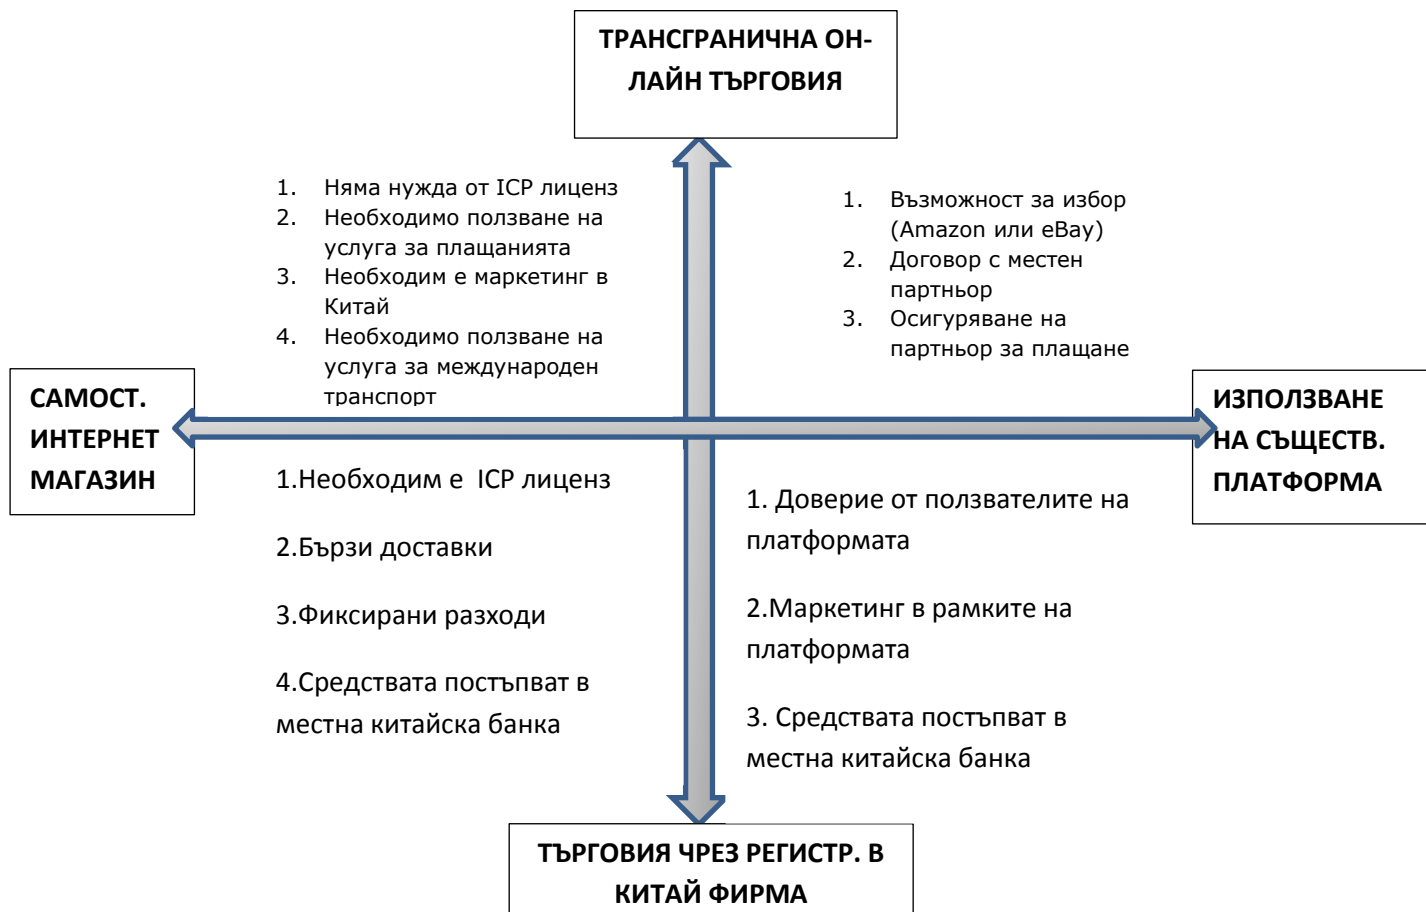 ТРАНСГРАНИЧНА ОН-
ЛАЙН ТЪРГОВИЯ
1. Няма нужда от ICP лиценз
2. Необходимо ползване на
услуга за плащанията
3. Необходим е маркетинг в
Китай
4. Необходимо ползване на
услуга за международен
транспорт
1. Възможност за избор
(Amazon или eBay)
2. Договор с местен
партньор
3. Осигуряване на
партньор за плащане
САМОСТ.
ИНТЕРНЕТ
МАГАЗИН
ИЗПОЛЗВАНЕ
НА СЪЩЕСТВ.
ПЛАТФОРМА
1.Необходим е ICP лиценз
2.Бързи доставки
3.Фиксирани разходи
4.Средствата постъпват в
местна китайска банка
1. Доверие от ползвателите на
платформата
2.Маркетинг в рамките на
платформата
3. Средствата постъпват в
местна китайска банка
ТЪРГОВИЯ ЧРЕЗ РЕГИСТР. В
КИТАЙ ФИРМА